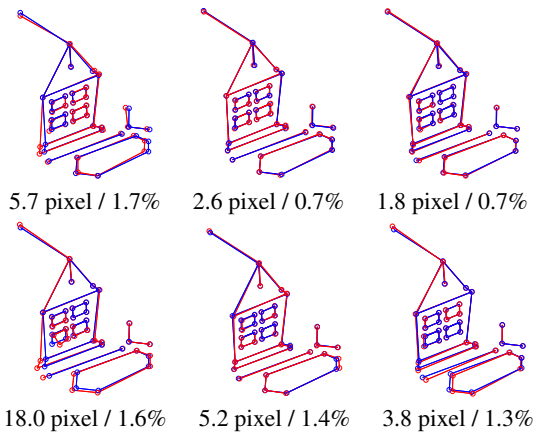 5.7 pixel / 1.7%
2.6 pixel / 0.7%
1.8 pixel / 0.7%
18.0 pixel / 1.6%
5.2 pixel / 1.4%
3.8 pixel / 1.3%